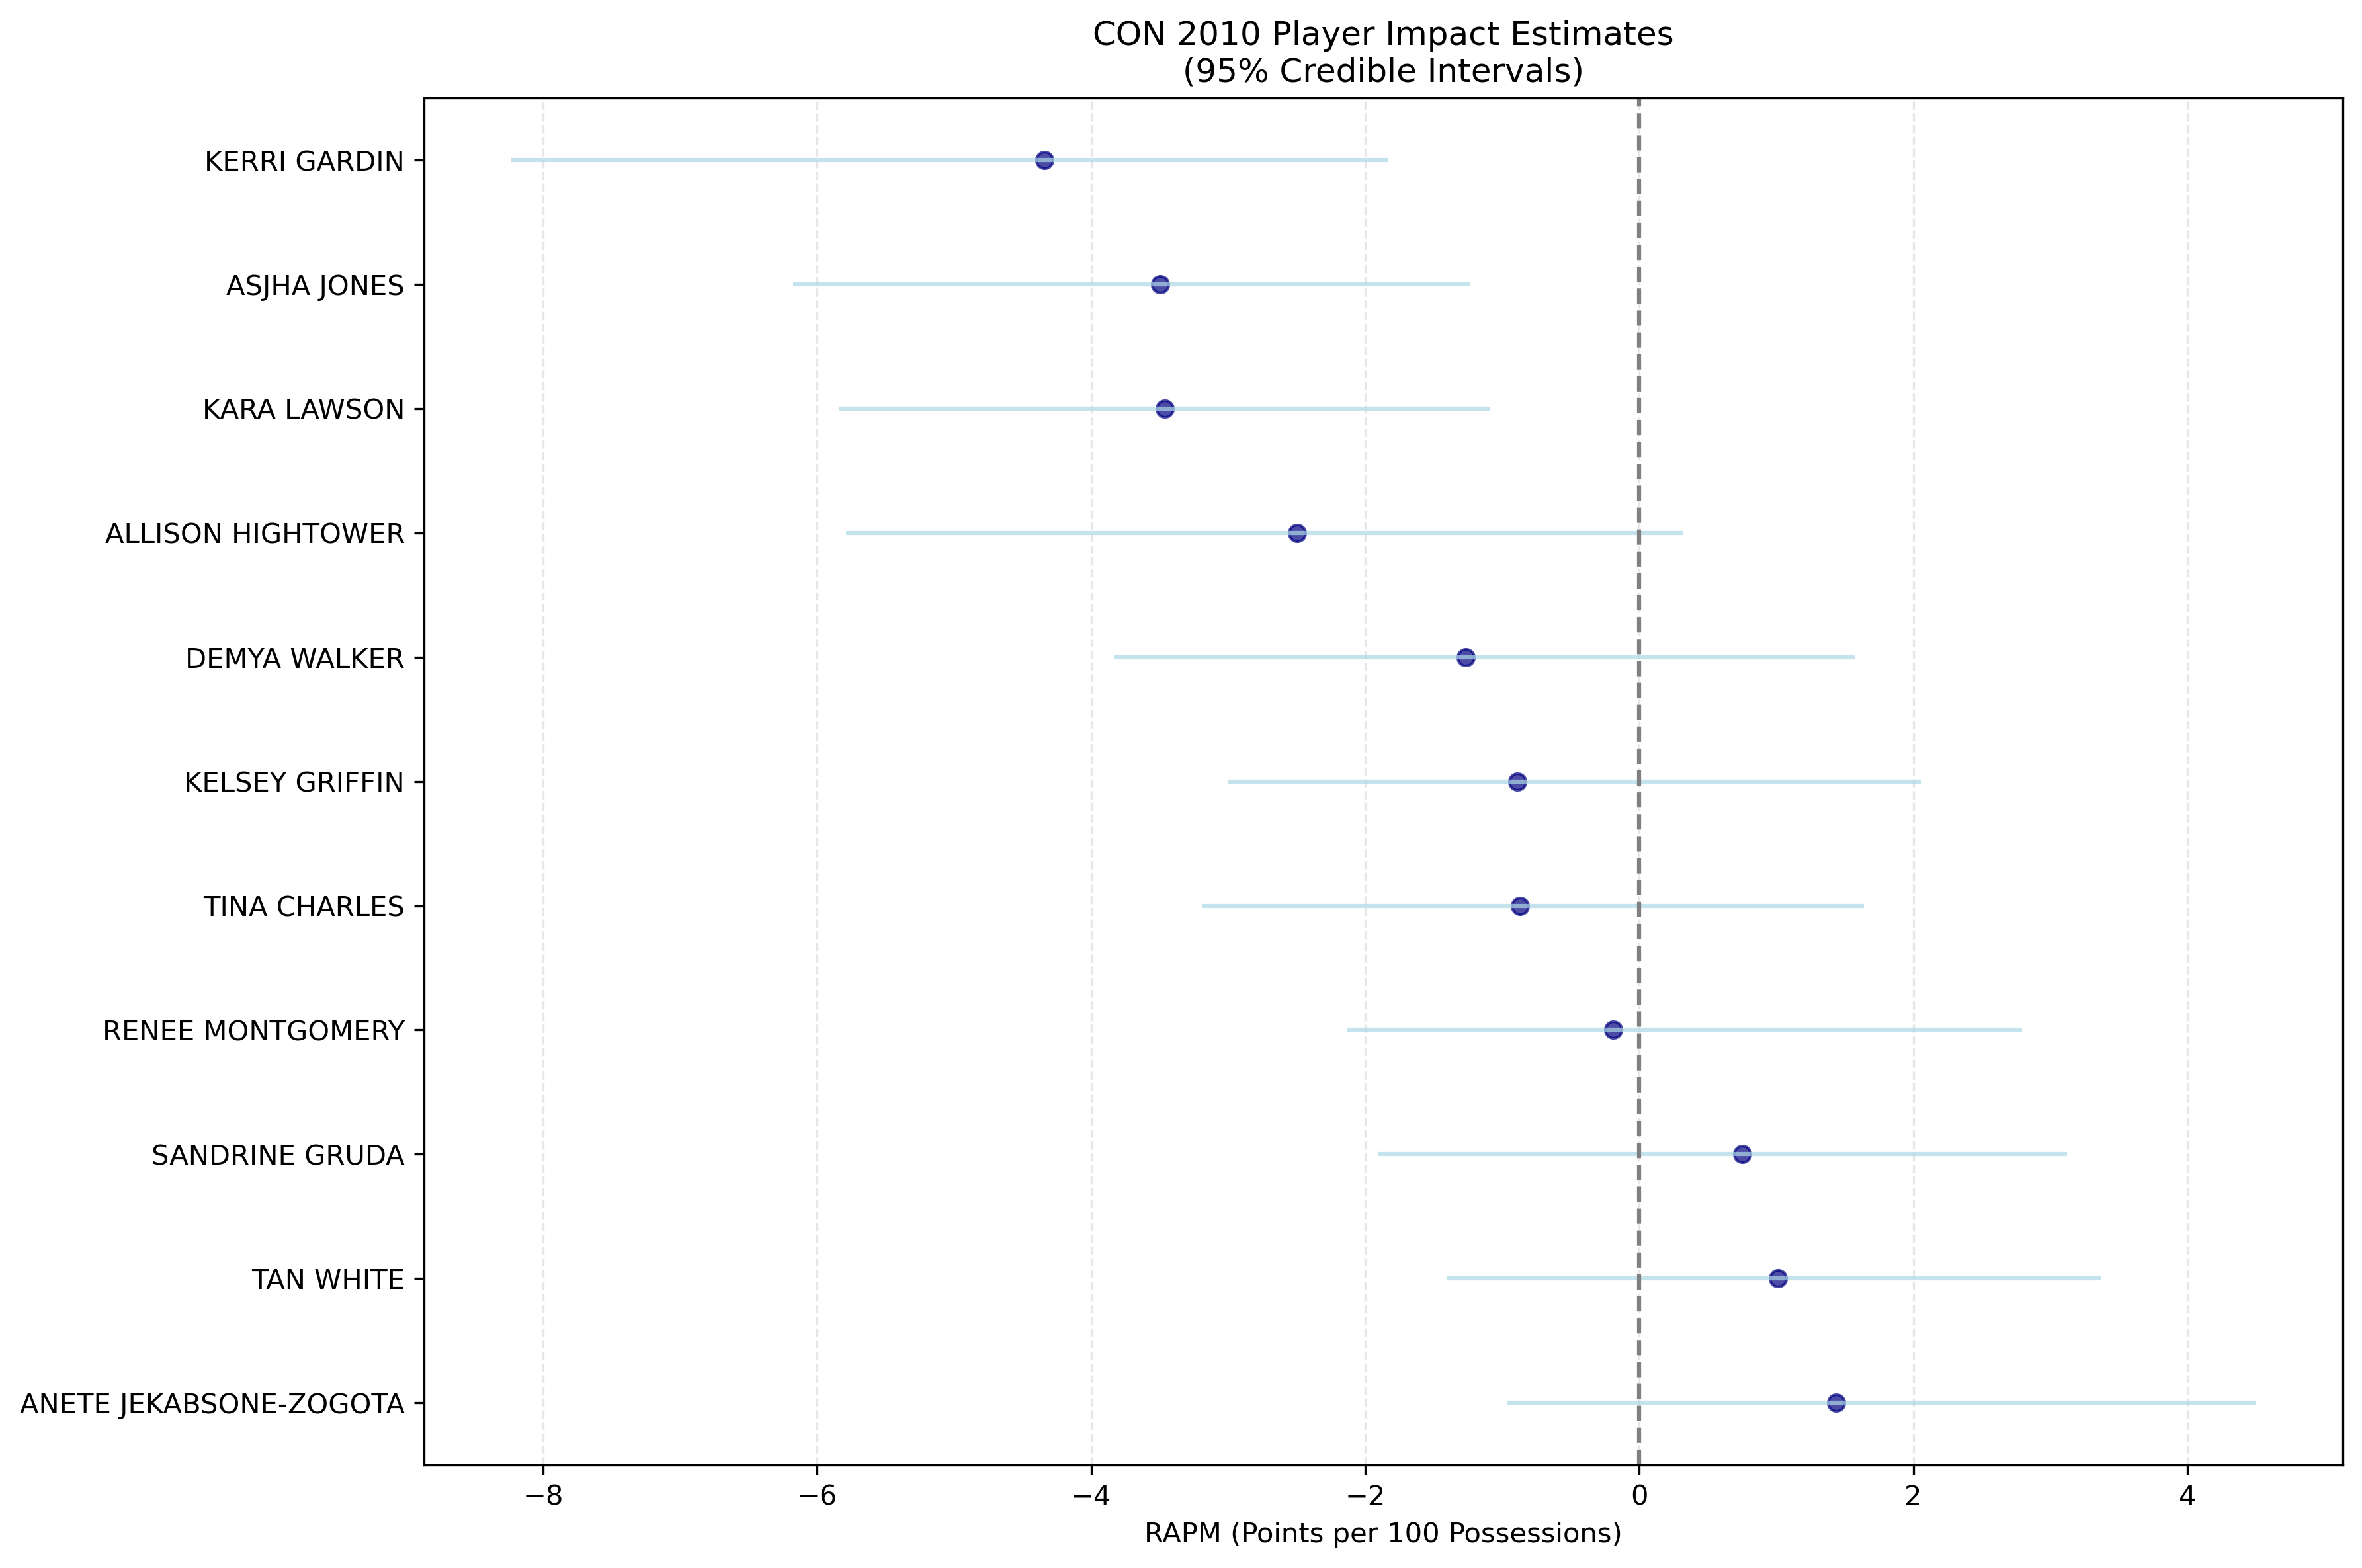 CON 2010 Player Impact Estimates
(95% Credible Intervals)
KERRI GARDIN
ASJHA JONES
KARA LAWSON
ALLISON HIGHTOWER
DEMYA WALKER
KELSEY GRIFFIN
TINA CHARLES
RENEE MONTGOMERY
SANDRINE GRUDA
TAN WHITE
ANETE JEKABSONE-ZOGOTA
−8 −6 −4 −2 0 2 4
RAPM (Points per 100 Possessions)